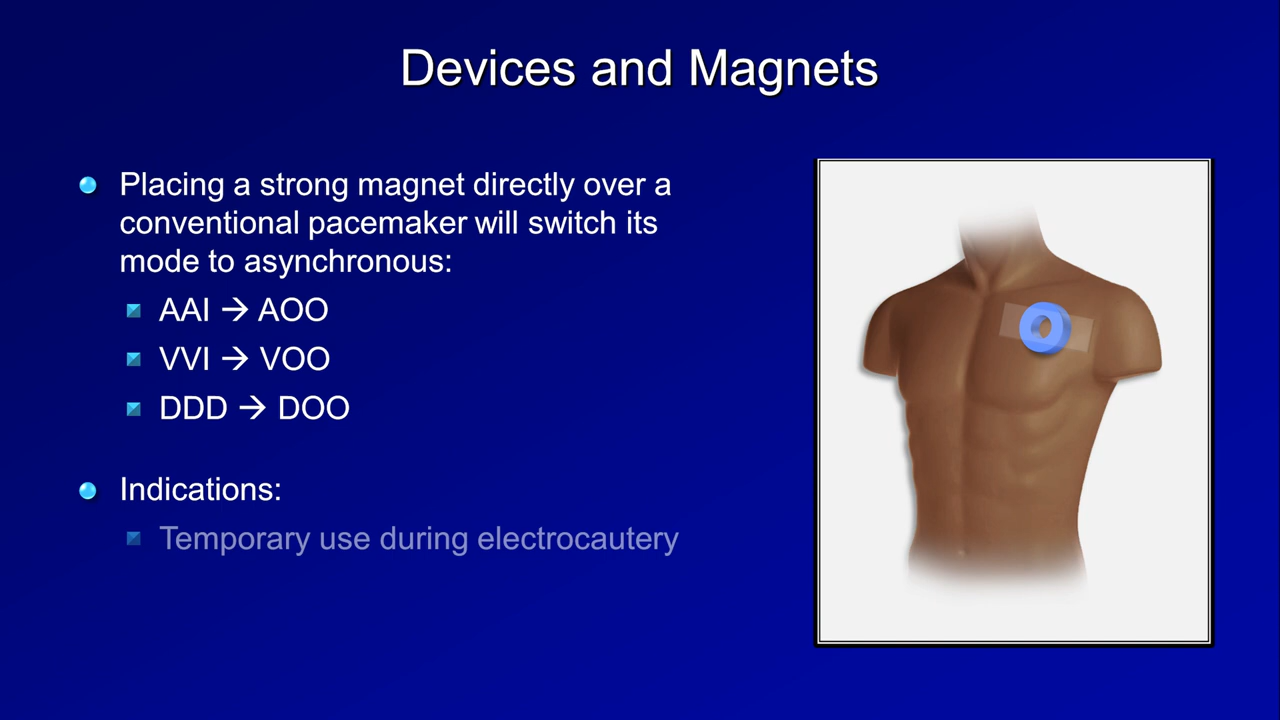 Devices and Magnets
Placing a strong magnet directly over a
conventional pacemaker will switch its
mode to asynchronous:
AAI → AOO
VVI → VOO
DDD → DOO
Indications:
Temporary use during electrocautery